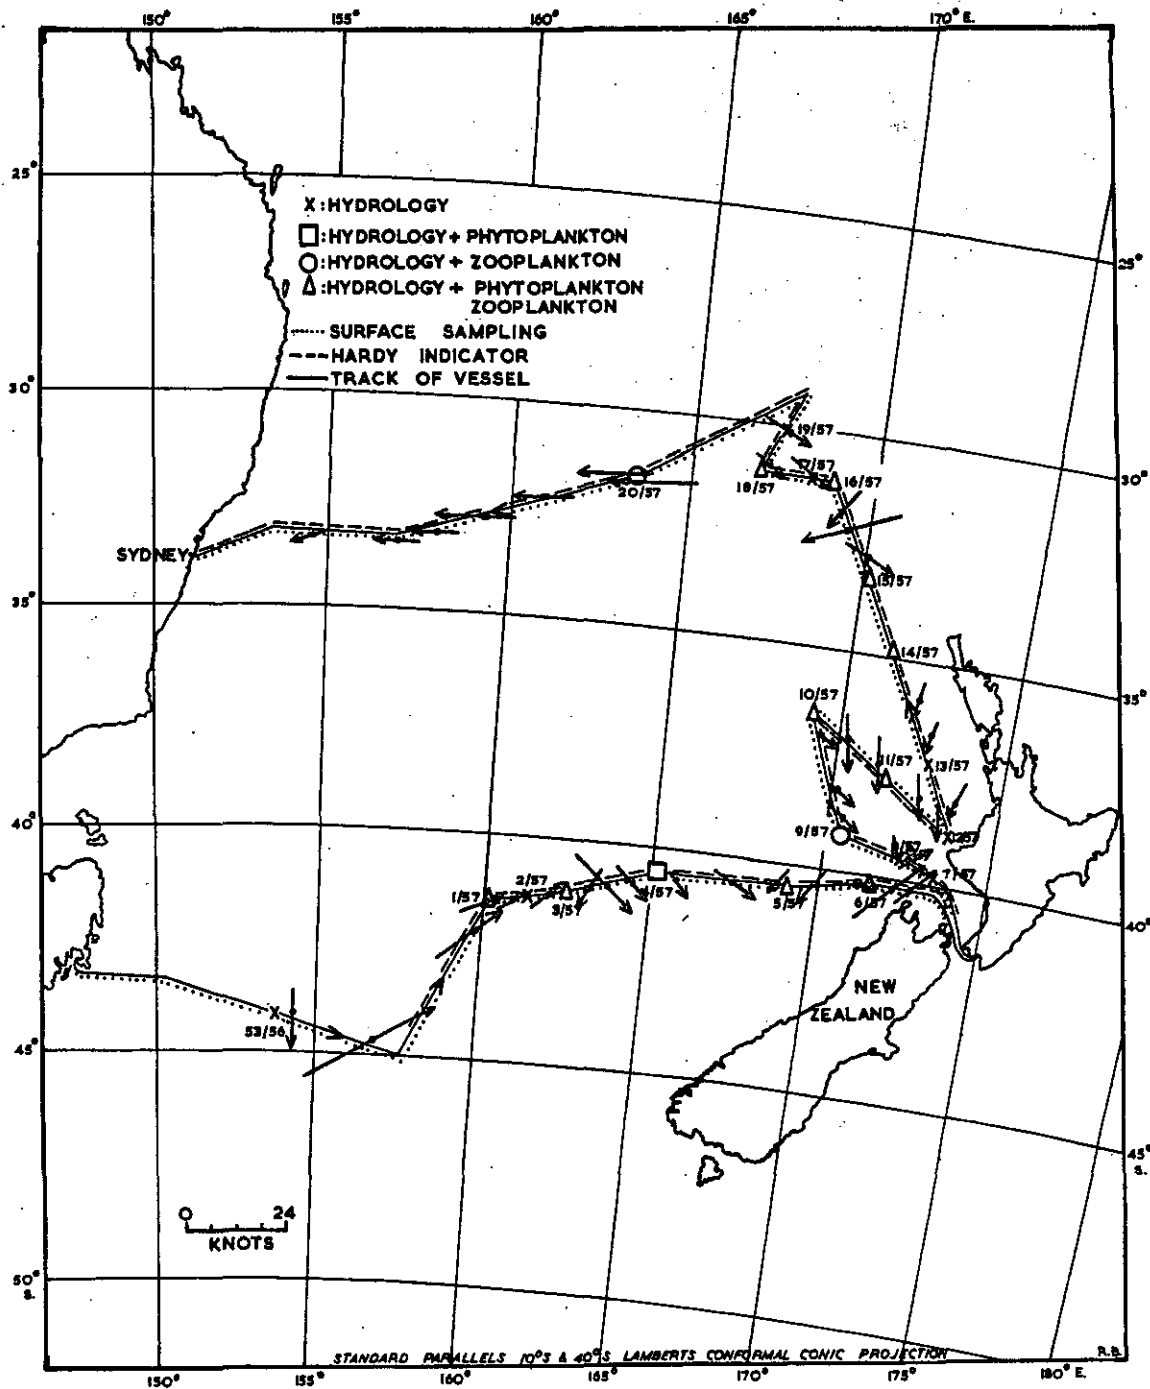 150° 155° 160° 165° 170° E.
25°
X: HYDROLOGY
□: HYDROLOGY + PHYTOPLANKTON
○: HYDROLOGY + ZOOPLANKTON
△: HYDROLOGY + PHYTOPLANKTON
ZOOPLANKTON
25°
SURFACE SAMPLING
HARDY INDICATOR
TRACK OF VESSEL
30°
19/57
17/57
18/57
16/57
30°
20/57
SYDNEY
15/57
35°
14/57
10/57
35°
11/57
13/57
40°
9/57
12/57
7/57
2/57
1/57
3/57
4/57
5/57
6/57
40°
NEW
ZEALAND
53/56
45°
45°
S.
0 24
KNOTS
50°
S.
STANDARD PARALLELS 10°S & 40°S LAMBERTS CONFORMAL CONIC PROJECTION
R.B.
150° 155° 160° 165° 170° 175° 180° E.